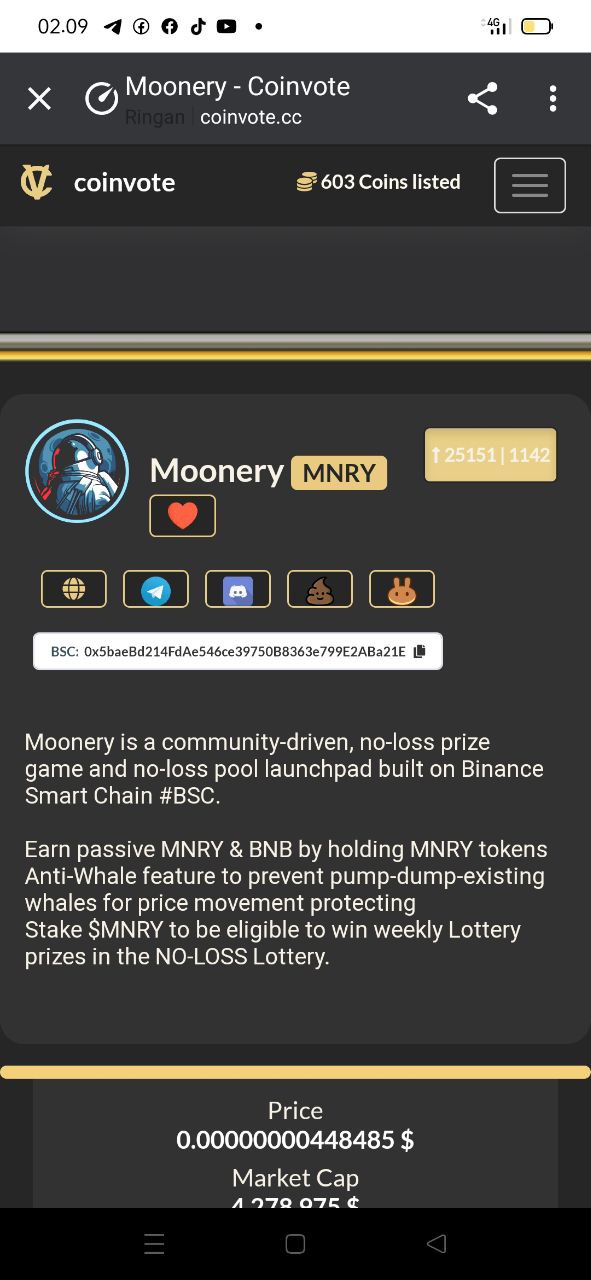 02.09
4G
Moonery - Coinvote
Ringan | coinvote.cc
coinvote
603 Coins listed
Moonery MNRY
↑ 25151 | 1142
BSC: 0x5baeBd214FdAe546ce39750B8363e799E2ABa21E
Moonery is a community-driven, no-loss prize
game and no-loss pool launchpad built on Binance
Smart Chain #BSC.
Earn passive MNRY & BNB by holding MNRY tokens
Anti-Whale feature to prevent pump-dump-existing
whales for price movement protecting
Stake $MNRY to be eligible to win weekly Lottery
prizes in the NO-LOSS Lottery.
Price
0.00000000448485 $
Market Cap
4,278,975 $